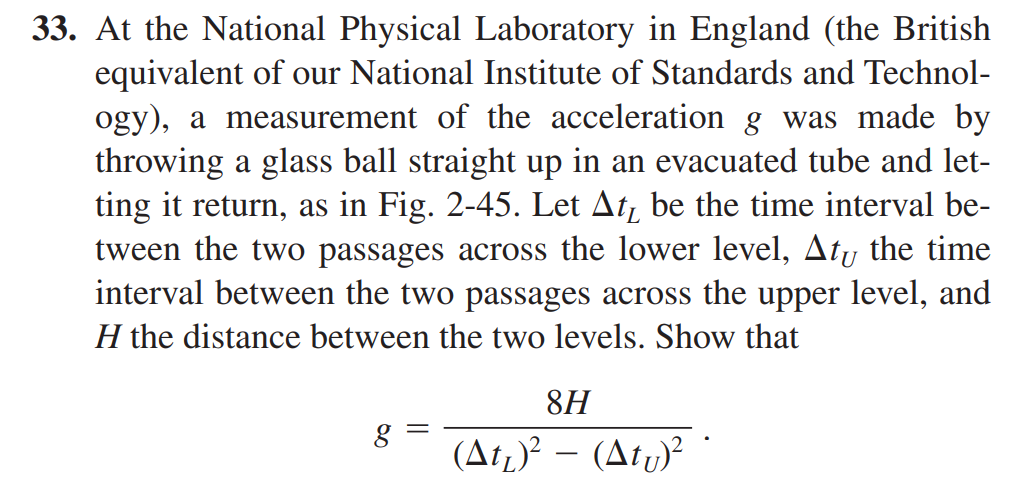 33. At the National Physical Laboratory in England (the British
equivalent of our National Institute of Standards and Technol-
ogy), a measurement of the acceleration g was made by
throwing a glass ball straight up in an evacuated tube and let-
ting it return, as in Fig. 2-45. Let Δt_L be the time interval be-
tween the two passages across the lower level, Δt_U the time
interval between the two passages across the upper level, and
H the distance between the two levels. Show that
g = 8H / ((Δt_L)² − (Δt_U)²).